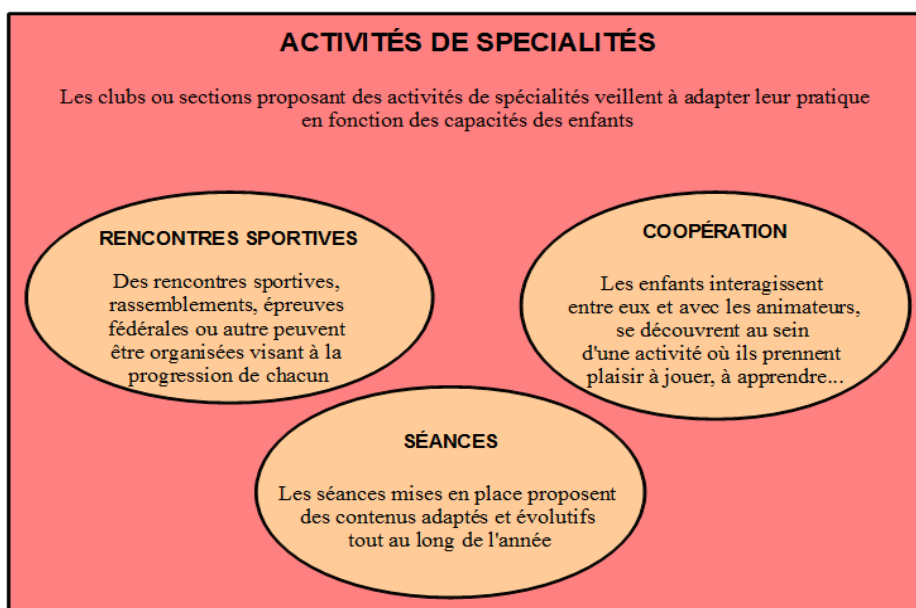 ACTIVITÉS DE SPECIALITÉS
Les clubs ou sections proposant des activités de spécialités veillent à adapter leur pratique
en fonction des capacités des enfants
RENCONTRES SPORTIVES
Des rencontres sportives,
rassemblements, épreuves
fédérales ou autre peuvent
être organisées visant à la
progression de chacun
COOPÉRATION
Les enfants interagissent
entre eux et avec les animateurs,
se découvrent au sein
d'une activité où ils prennent
plaisir à jouer, à apprendre...
SÉANCES
Les séances mises en place proposent
des contenus adaptés et évolutifs
tout au long de l'année